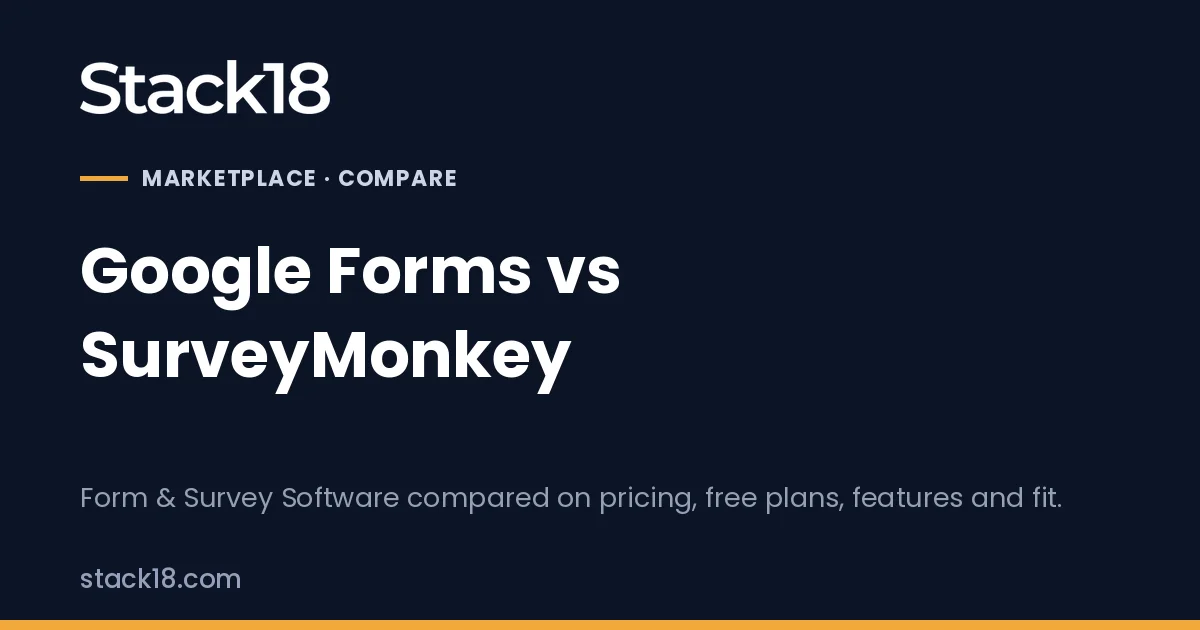 Stack18
MARKETPLACE · COMPARE
Google Forms vs
SurveyMonkey
Form & Survey Software compared on pricing, free plans, features and fit.
stack18.com